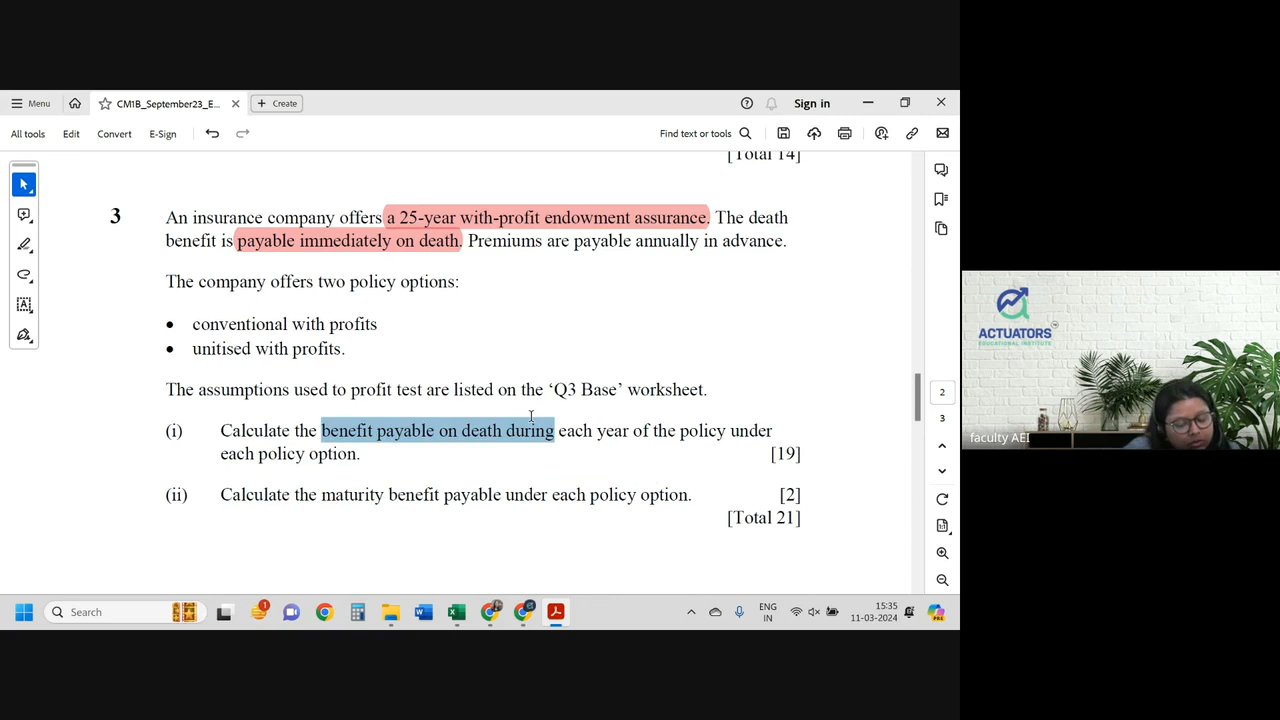 Menu
CM1B_September23_E...
Create
Sign in
All tools
Edit
Convert
E-Sign
Find text or tools
[Total 14]
3
An insurance company offers a 25-year with-profit endowment assurance. The death
benefit is payable immediately on death. Premiums are payable annually in advance.
The company offers two policy options:
• conventional with profits
• unitised with profits.
The assumptions used to profit test are listed on the ‘Q3 Base’ worksheet.
(i) Calculate the benefit payable on death during each year of the policy under
each policy option. [19]
(ii) Calculate the maturity benefit payable under each policy option. [2]
[Total 21]
2
3
ACTUATORS
EDUCATIONAL INSTITUTE
faculty AEI
Search
1
ENG
IN
15:35
11-03-2024